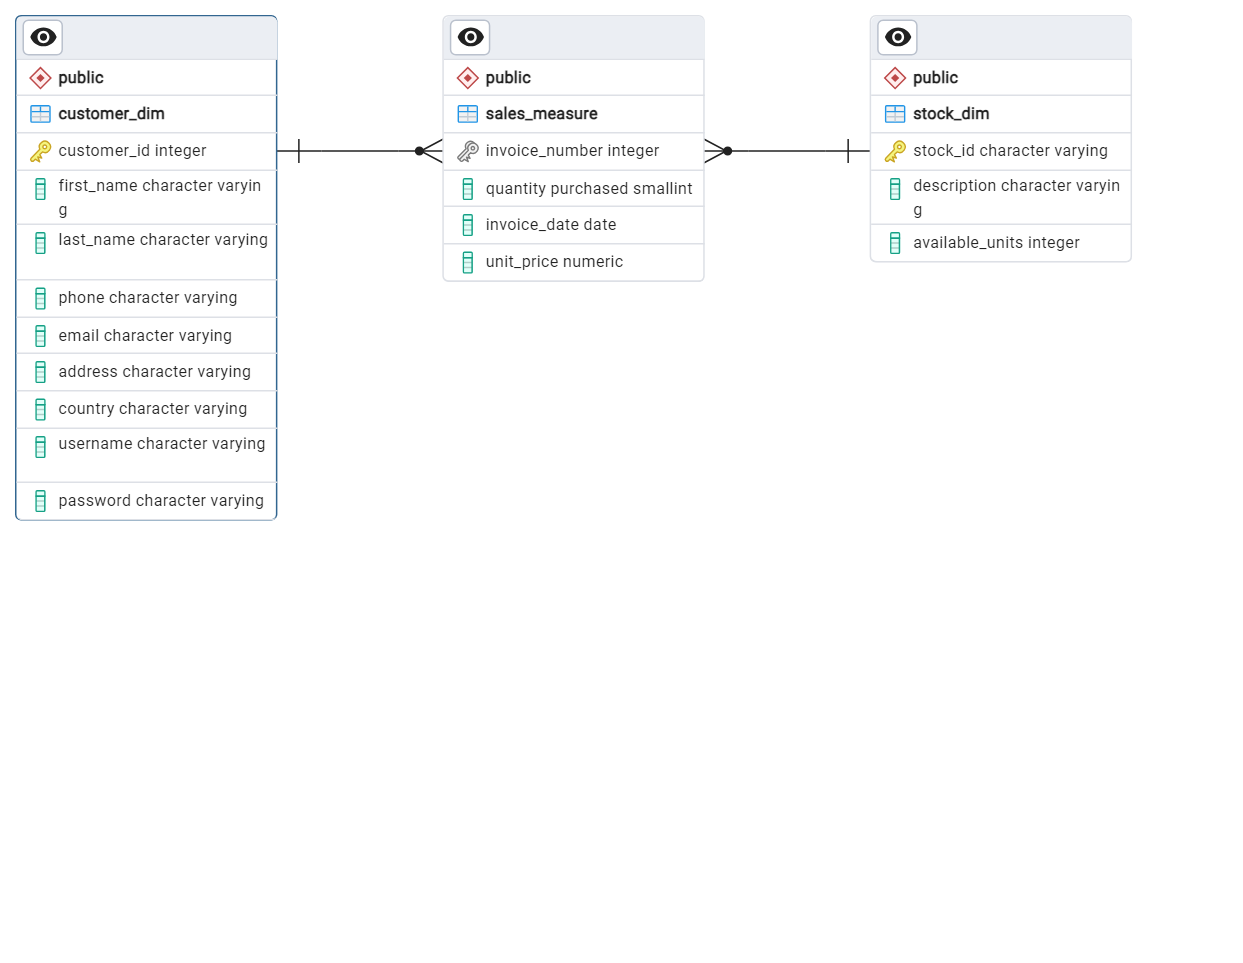 public
customer_dim
customer_id integer
first_name character varyin
g
last_name character varying
phone character varying
email character varying
address character varying
country character varying
username character varying
password character varying
public
sales_measure
invoice_number integer
quantity purchased smallint
invoice_date date
unit_price numeric
public
stock_dim
stock_id character varying
description character varyin
g
available_units integer